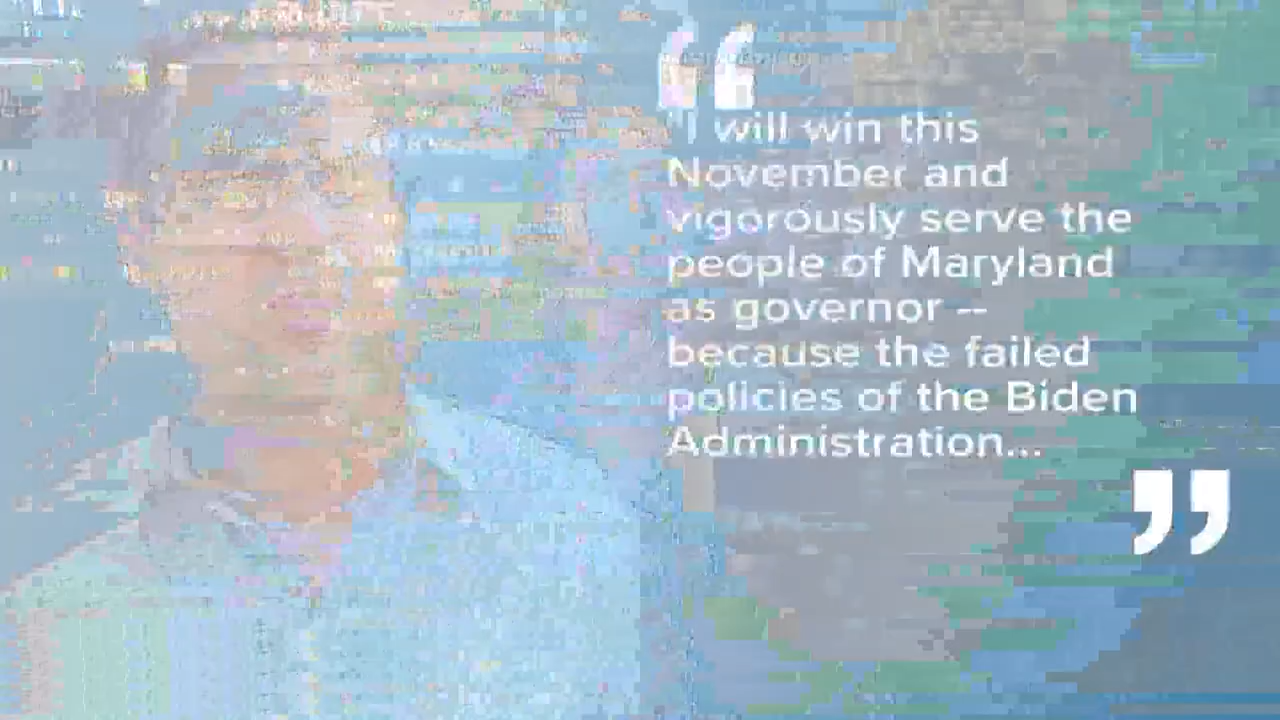 "I will win this
November and
vigorously serve the
people of Maryland
as governor --
because the failed
policies of the Biden
Administration...